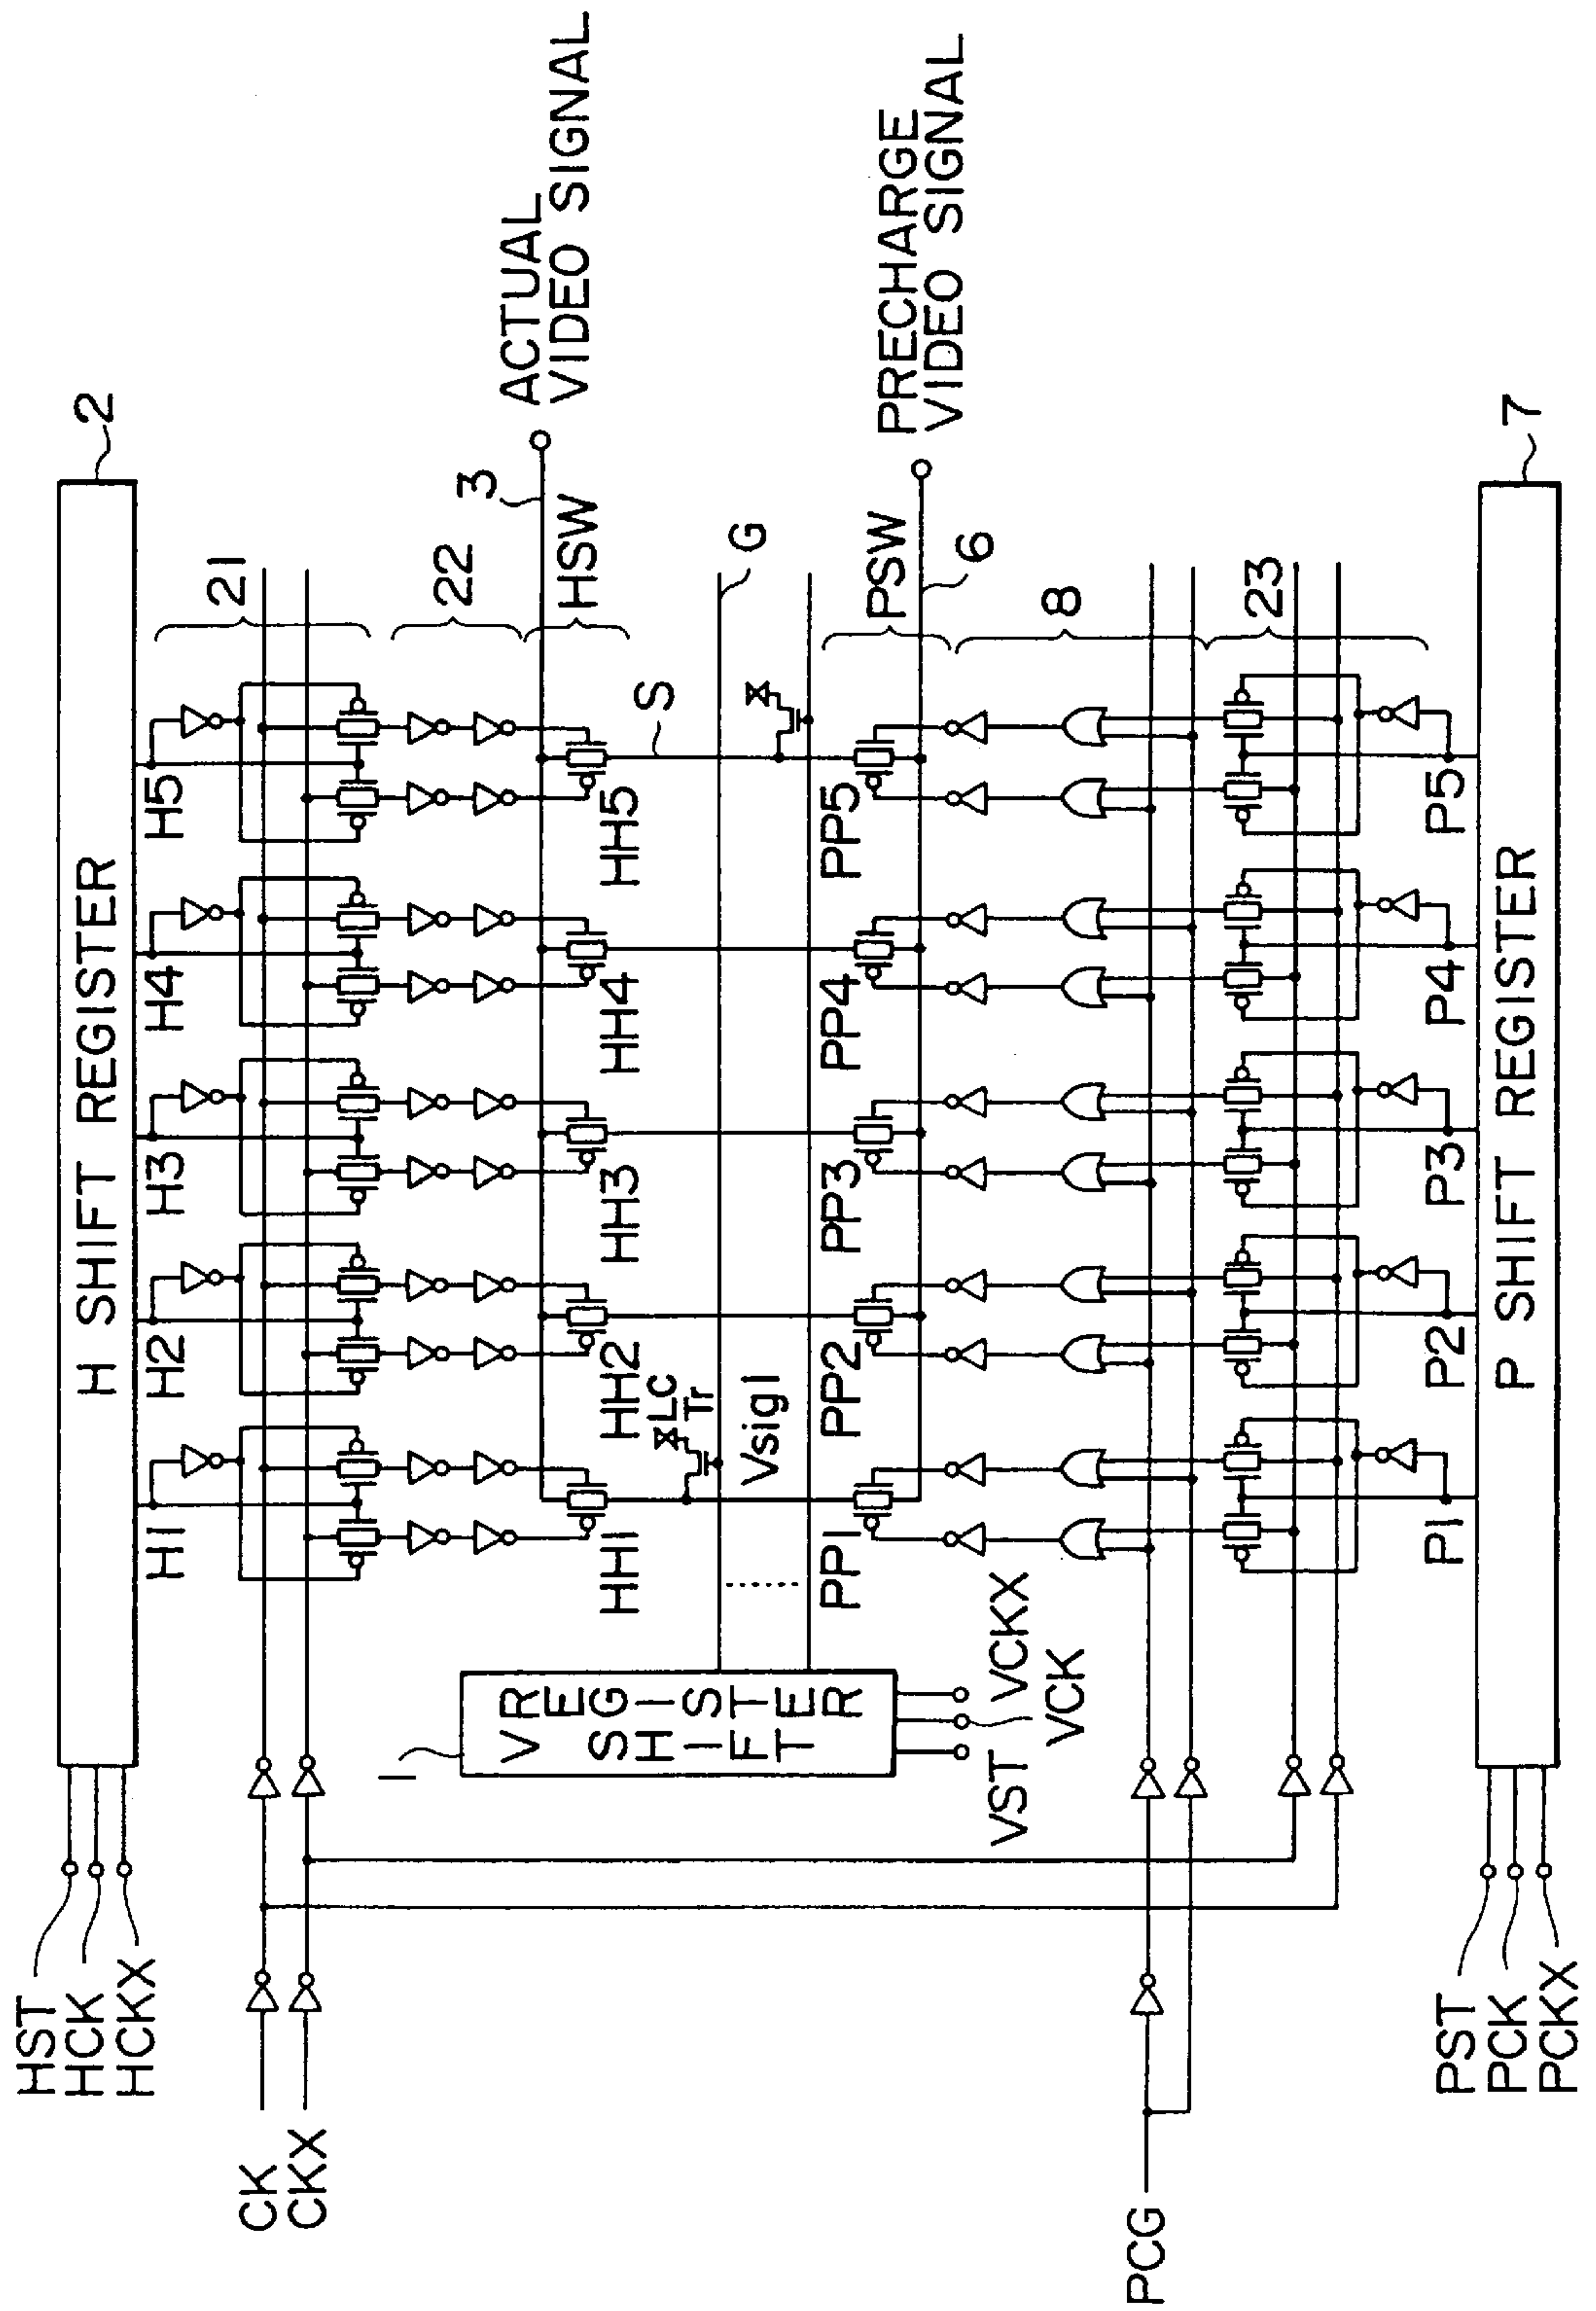 H SHIFT REGISTER
2
HST
HCK
HCKX
H1
H2
H3
H4
H5
21
CK
CKX
22
3
ACTUAL
VIDEO SIGNAL
HSW
HH1
HH2
HH3
HH4
HH5
LC
Tr
S
G
Vsig1
1
V REGISTER
SHIFT
VST
VCK
VCKX
PP1
PP2
PP3
PP4
PP5
PSW
6
PRECHARGE
VIDEO SIGNAL
8
PCG
23
P1
P2
P3
P4
P5
7
P SHIFT REGISTER
PST
PCK
PCKX